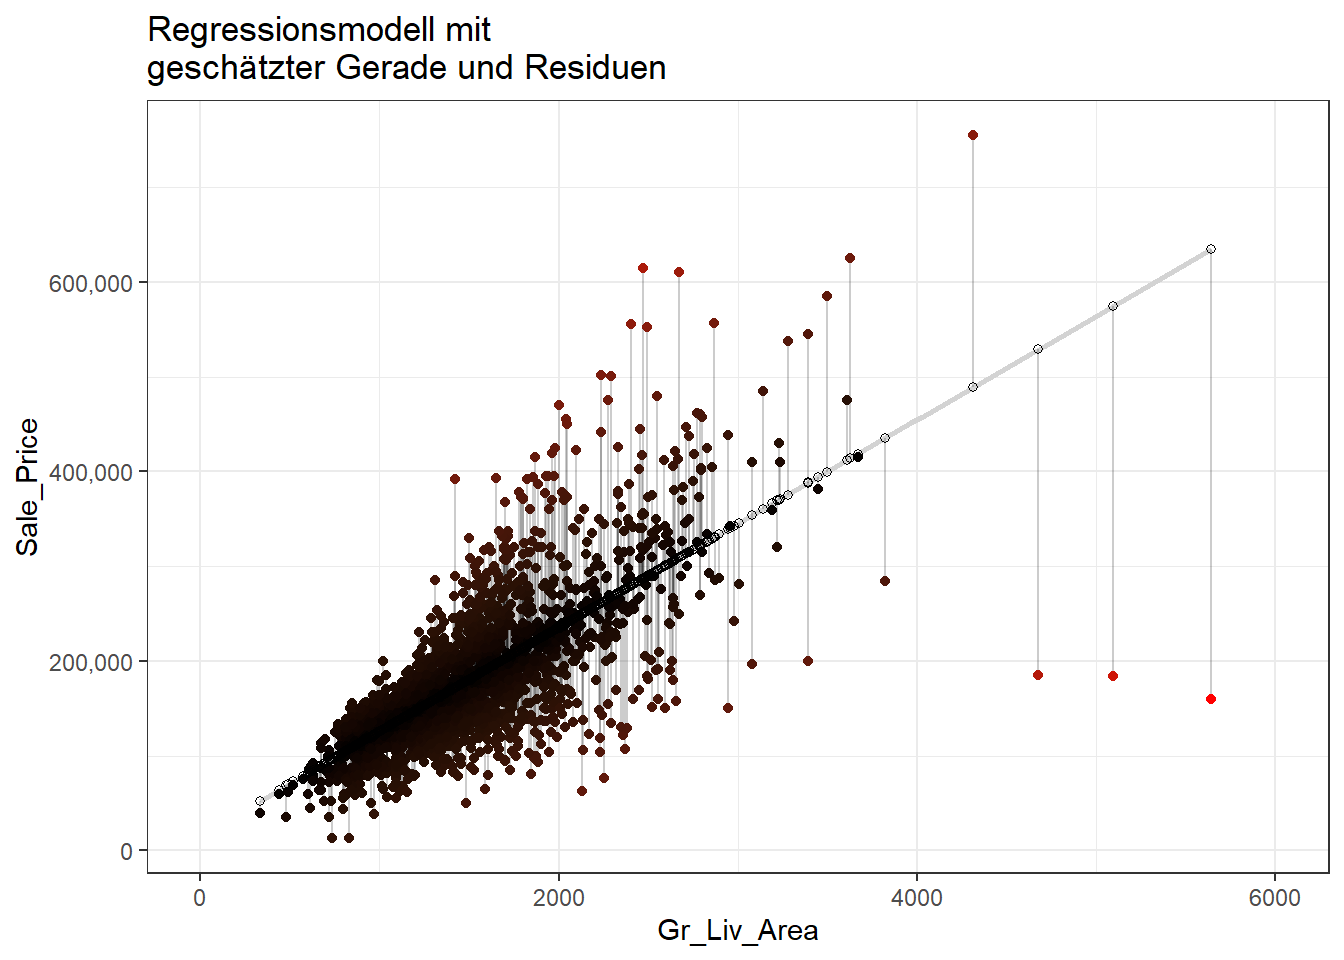 Regressionsmodell mit
geschätzter Gerade und Residuen
Sale_Price
600,000
400,000
200,000
0
0 2000 4000 6000
Gr_Liv_Area